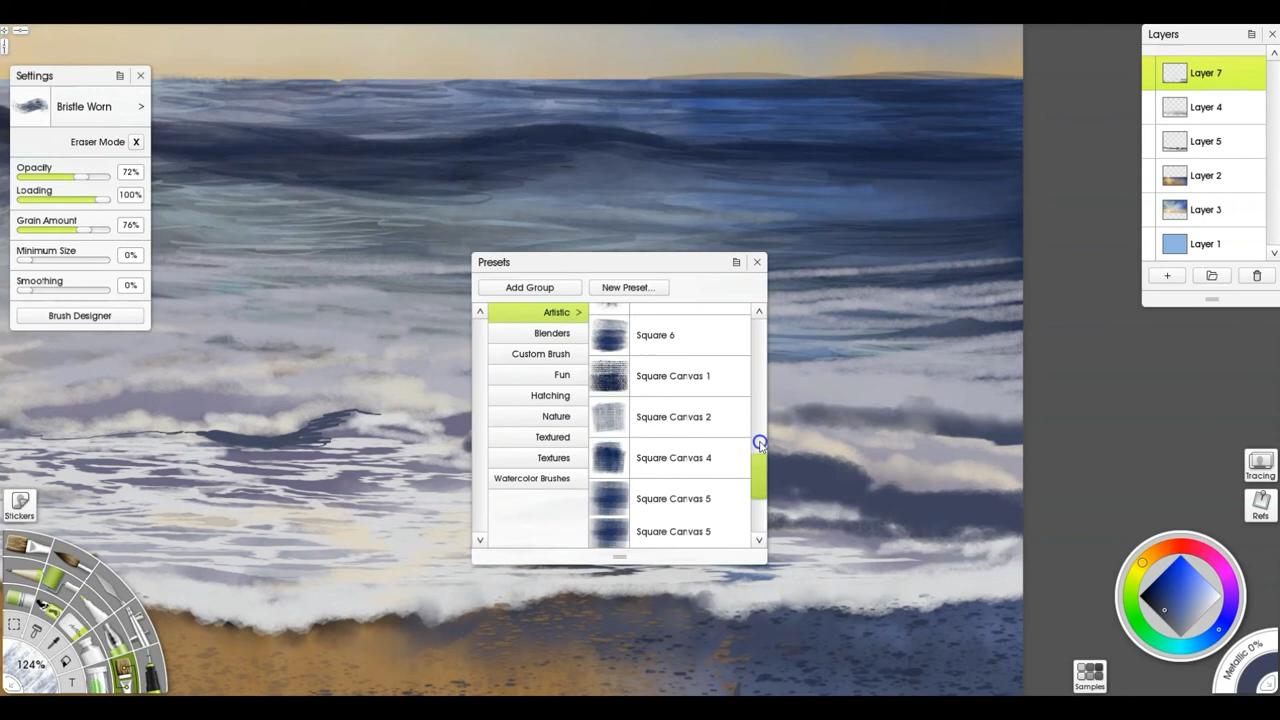 Settings
Bristle Worn >
Eraser Mode X
Opacity 72%
Loading 100%
Grain Amount 76%
Minimum Size 0%
Smoothing 0%
Brush Designer
Presets
Add Group New Preset...
Artistic >
Blenders
Custom Brush
Fun
Hatching
Nature
Textured
Textures
Watercolor Brushes
Square 6
Square Canvas 1
Square Canvas 2
Square Canvas 4
Square Canvas 5
Square Canvas 5
Layers
Layer 7
Layer 4
Layer 5
Layer 2
Layer 3
Layer 1
Tracing
Refs
Stickers
124%
T
Samples
Metallic 0%